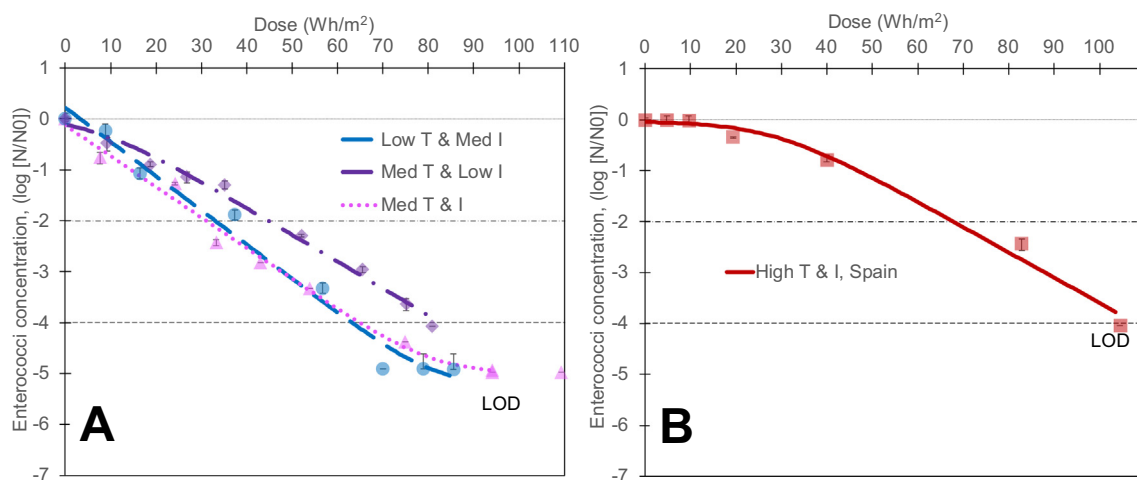 Dose (Wh/m²)
0 10 20 30 40 50 60 70 80 90 100 110
Enterococci concentration, (log [N/N0])
1
0
-1
-2
-3
-4
-5
-6
-7
Low T & Med I
Med T & Low I
Med T & I
LOD
A
Dose (Wh/m²)
0 10 20 30 40 50 60 70 80 90 100
Enterococci concentration, (log [N/N0])
1
0
-1
-2
-3
-4
-5
-6
-7
High T & I, Spain
LOD
B